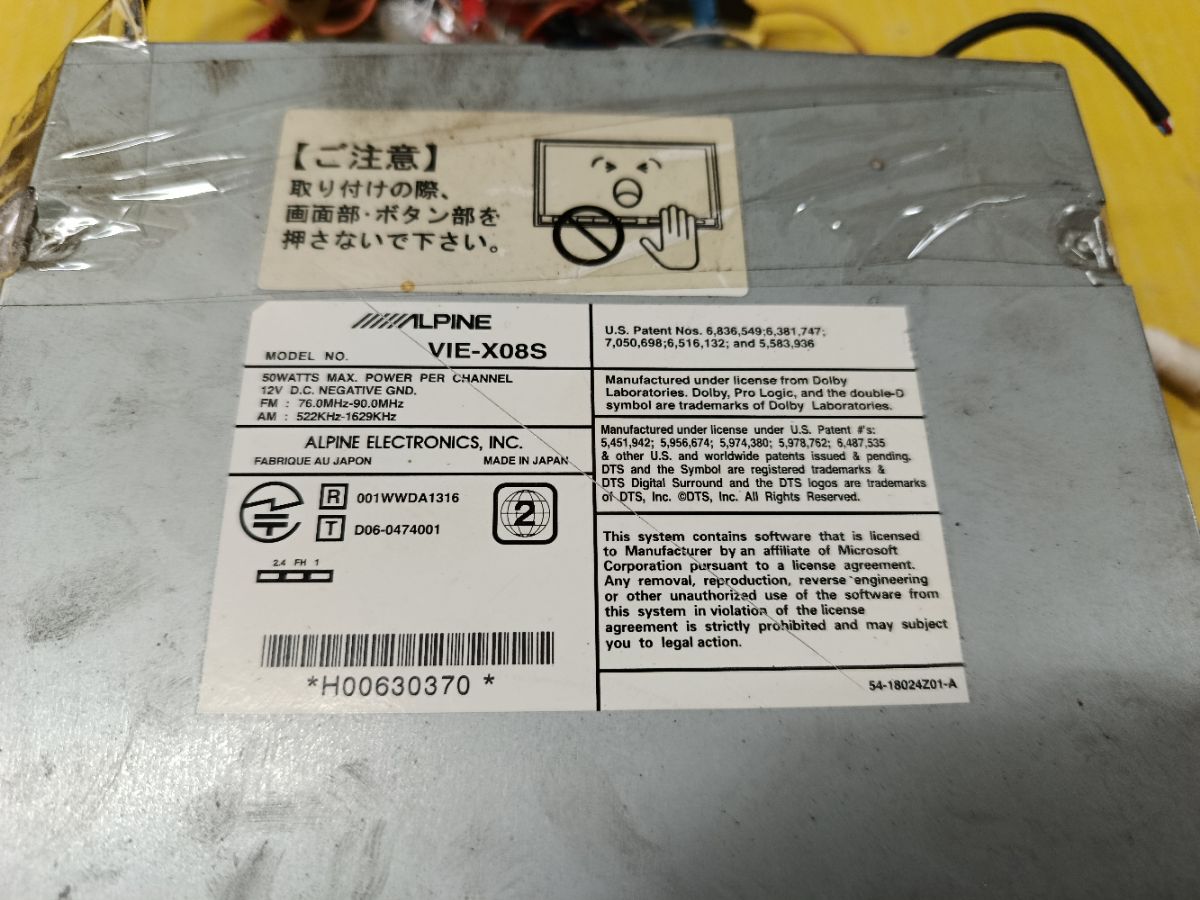 【ご注意】
取り付けの際、
画面部・ボタン部を
押さないで下さい。
ALPINE
MODEL NO. VIE-X08S
50WATTS MAX. POWER PER CHANNEL
12V D.C. NEGATIVE GND.
FM : 76.0MHz-90.0MHz
AM : 522KHz-1629KHz
ALPINE ELECTRONICS, INC.
FABRIQUE AU JAPON MADE IN JAPAN
R 001WWDA1316
T D06-0474001
2
2.4 FH 1
*H00630370 *
U.S. Patent Nos. 6,836,549;6,381,747;
7,050,698;6,516,132; and 5,583,936
Manufactured under license from Dolby
Laboratories. Dolby, Pro Logic, and the double-D
symbol are trademarks of Dolby Laboratories.
Manufactured under license under U.S. Patent #'s:
5,451,942; 5,956,674; 5,974,380; 5,978,762; 6,487,535
& other U.S. and worldwide patents issued & pending.
DTS and the Symbol are registered trademarks &
DTS Digital Surround and the DTS logos are trademarks
of DTS, Inc. ©DTS, Inc. All Rights Reserved.
This system contains software that is licensed
to Manufacturer by an affiliate of Microsoft
Corporation pursuant to a license agreement.
Any removal, reproduction, reverse engineering
or other unauthorized use of the software from
this system in violation of the license
agreement is strictly prohibited and may subject
you to legal action.
54-18024Z01-A